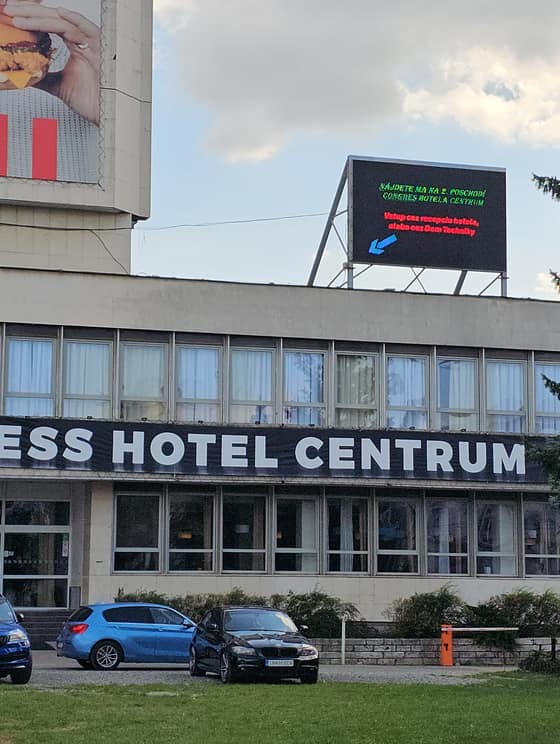 NÁJDETE MA NA 2. POSCHODÍ
CONGRES HOTELA CENTRUM
Vstup cez recepciu hotela,
alebo cez Dom Techniky
ESS HOTEL CENTRUM